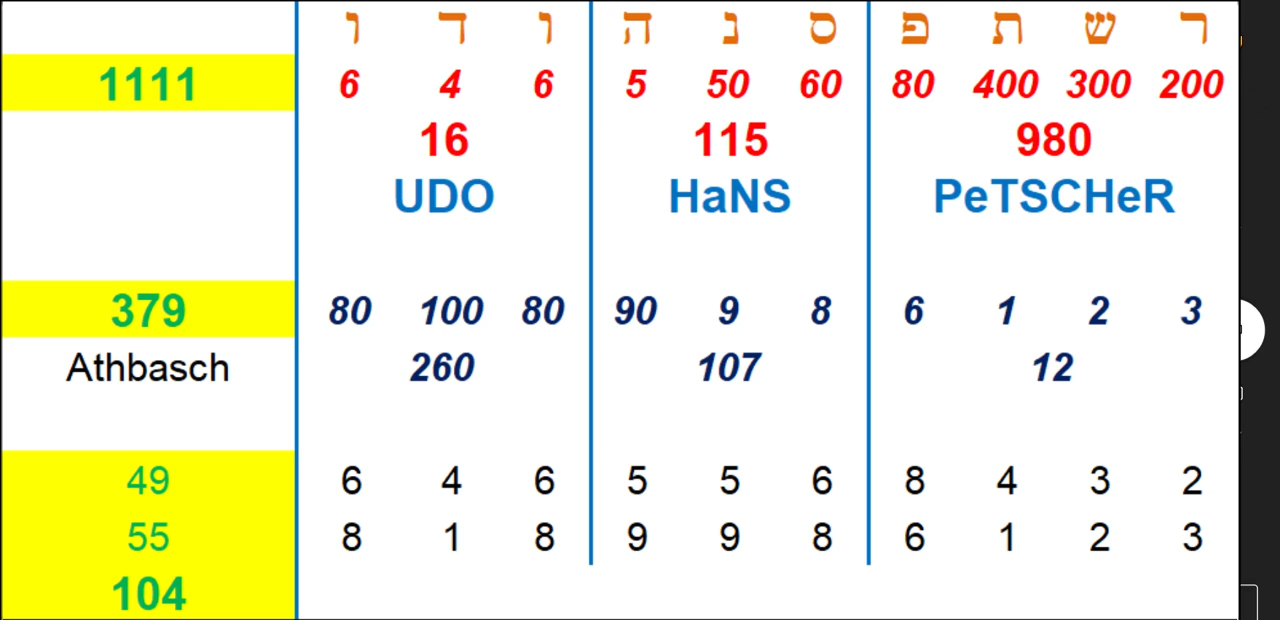 ו ד ו ה נ ס פ ת ש ר
1111 6 4 6 5 50 60 80 400 300 200
16 115 980
UDO HaNS PeTSCHeR
379 80 100 80 90 9 8 6 1 2 3
Athbasch 260 107 12
49 6 4 6 5 5 6 8 4 3 2
55 8 1 8 9 9 8 6 1 2 3
104